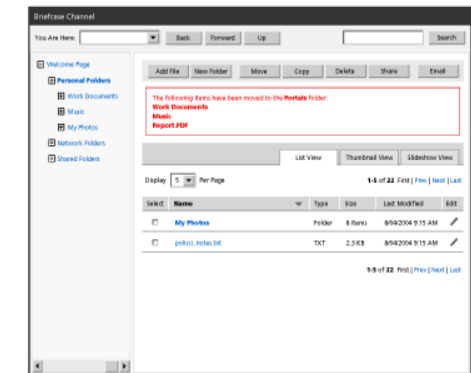 Briefcase Channel
You Are Here: Back Forward Up Search
Welcome Page
Personal Folders
Work Documents
Music
My Photos
Network Folders
Shared Folders
Add File New Folder Move Copy Delete Share Email
The following items have been moved to the Portals folder:
Work Documents
Music
Report.PDF
List View Thumbnail View Slideshow View
Display 5 Per Page 1-5 of 22 First | Prev | Next | Last
Select Name Type Size Last Modified Edit
My Photos Folder 8 Items 8/04/2004 9:15 AM
polisci_notes.txt TXT 2.3 KB 8/04/2004 9:15 AM
1-5 of 22 First | Prev | Next | Last